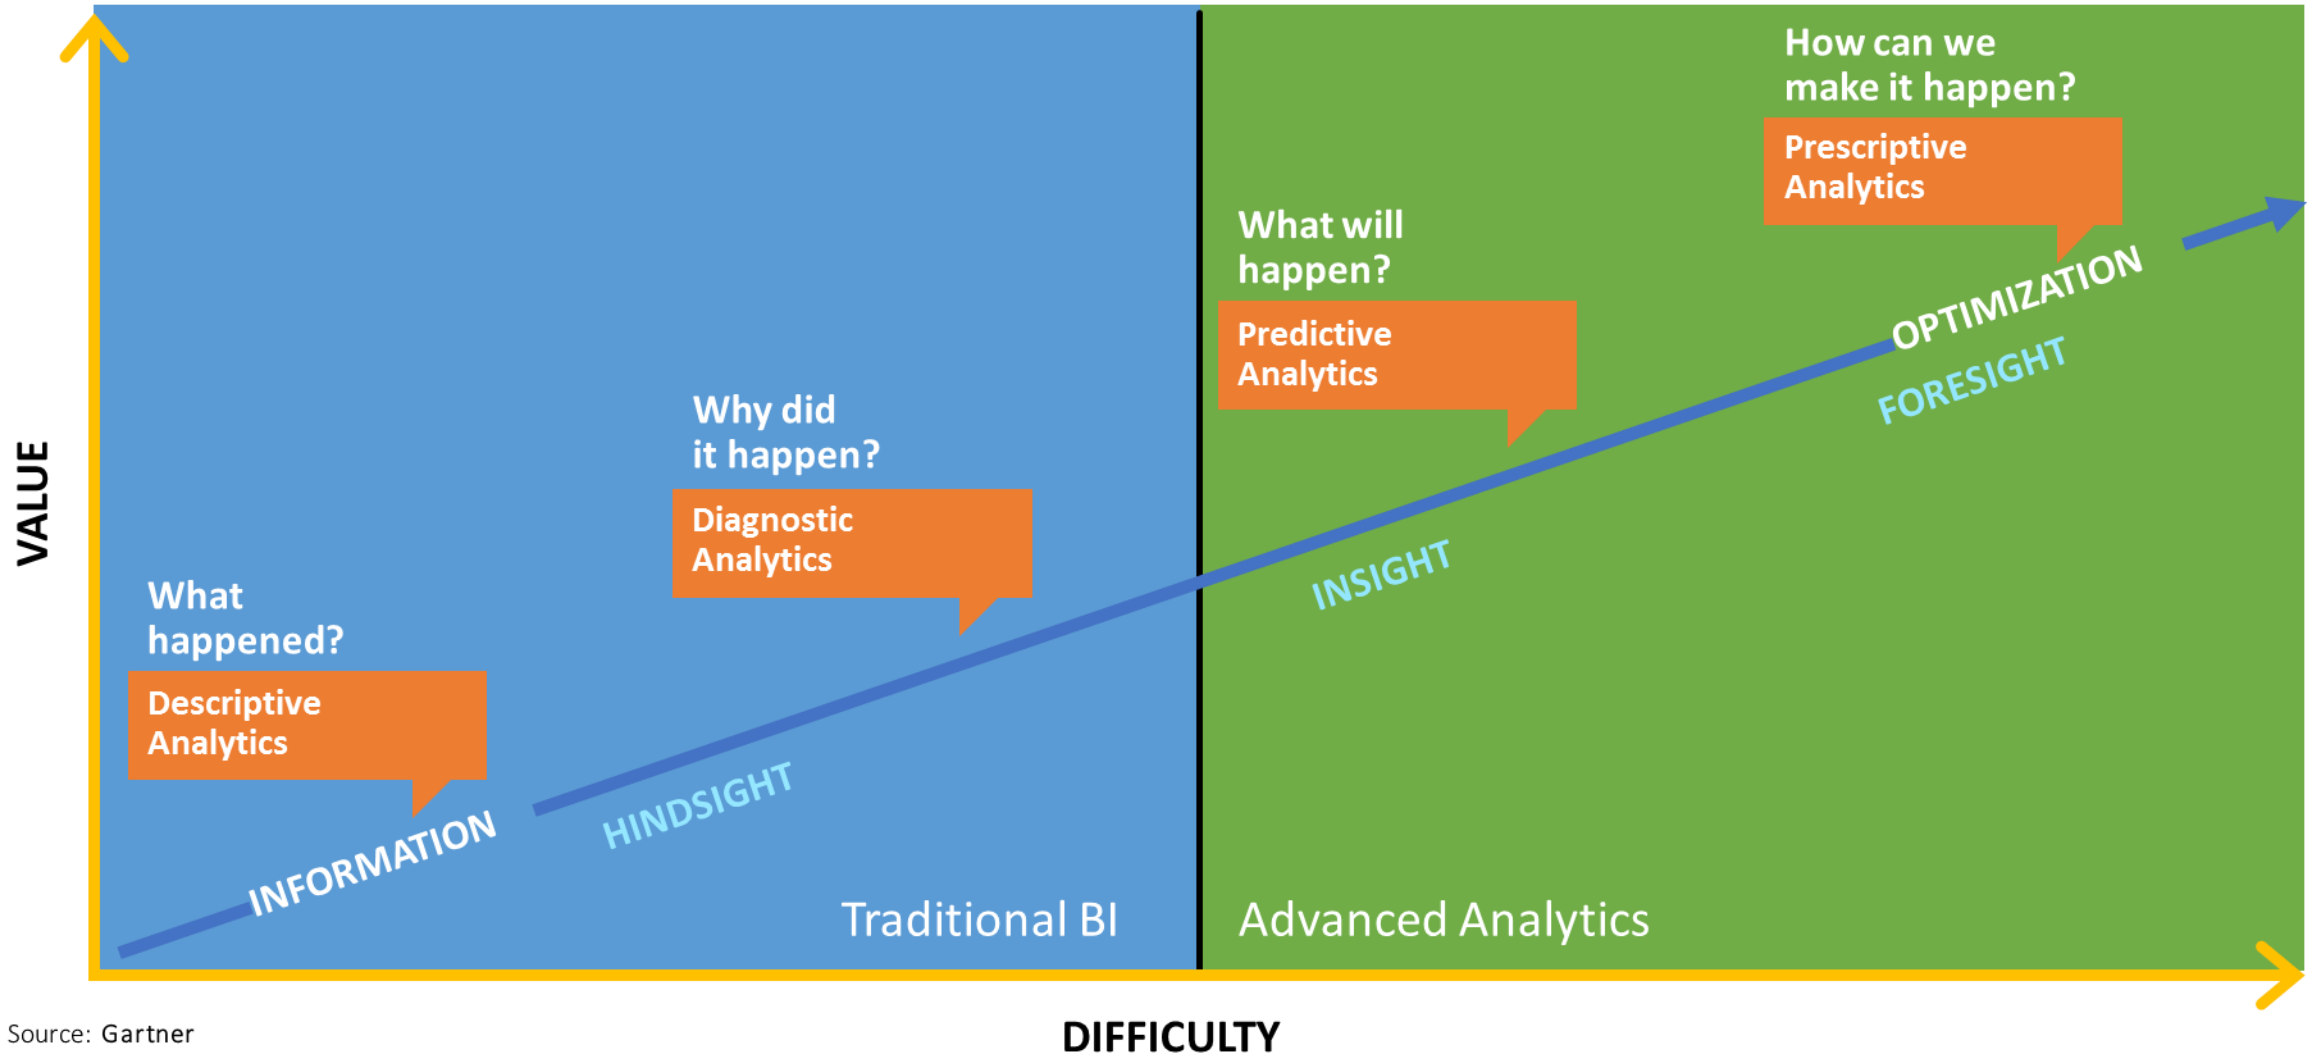 How can we
make it happen?
Prescriptive
Analytics
What will
happen?
Predictive
Analytics
OPTIMIZATION
FORESIGHT
Why did
it happen?
Diagnostic
Analytics
INSIGHT
What
happened?
Descriptive
Analytics
INFORMATION
HINDSIGHT
VALUE
Traditional BI
Advanced Analytics
DIFFICULTY
Source: Gartner